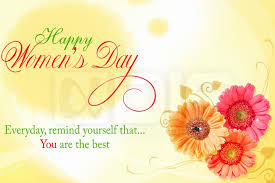 Happy
Women's Day
Everyday, remind yourself that...
You are the best